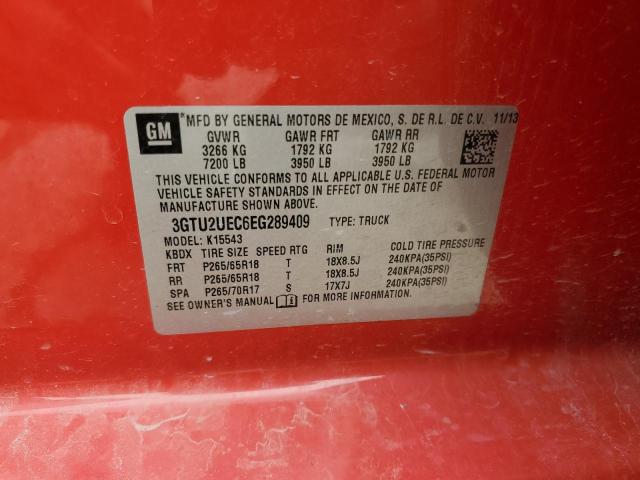 GM
*MFD BY GENERAL MOTORS DE MEXICO, S. DE R.L. DE C.V. 11/13
GVWR GAWR FRT GAWR RR
3266 KG 1792 KG 1792 KG
7200 LB 3950 LB 3950 LB
THIS VEHICLE CONFORMS TO ALL APPLICABLE U.S. FEDERAL MOTOR
VEHICLE SAFETY STANDARDS IN EFFECT ON THE DATE OF
MANUFACTURE SHOWN ABOVE.
3GTU2UEC6EG289409 TYPE: TRUCK
MODEL: K15543
KBDX TIRE SIZE SPEED RTG RIM COLD TIRE PRESSURE
FRT P265/65R18 T 18X8.5J 240KPA(35PSI)
RR P265/65R18 T 18X8.5J 240KPA(35PSI)
SPA P265/70R17 S 17X7J 240KPA(35PSI)
SEE OWNER'S MANUAL FOR MORE INFORMATION.